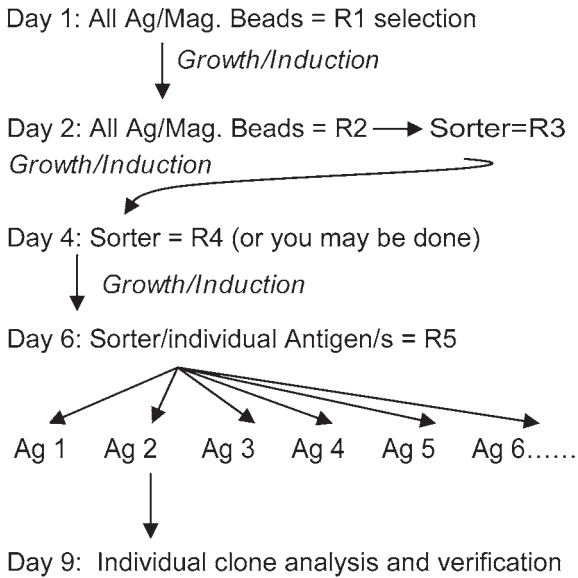 Day 1: All Ag/Mag. Beads = R1 selection
Growth/Induction
Day 2: All Ag/Mag. Beads = R2 Sorter=R3
Growth/Induction
Day 4: Sorter = R4 (or you may be done)
Growth/Induction
Day 6: Sorter/individual Antigen/s = R5
Ag 1 Ag 2 Ag 3 Ag 4 Ag 5 Ag 6......
Day 9: Individual clone analysis and verification